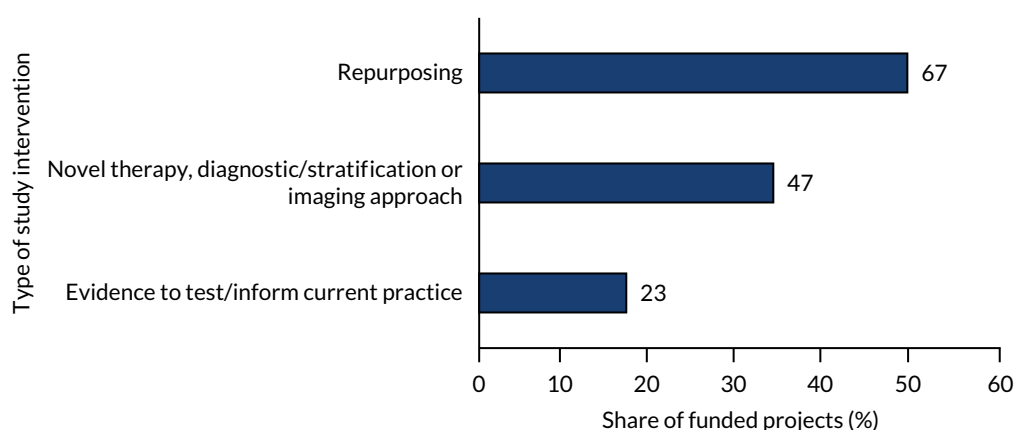 Type of study intervention
Repurposing
67
Novel therapy, diagnostic/stratification or
imaging approach
47
Evidence to test/inform current practice
23
0 10 20 30 40 50 60
Share of funded projects (%)